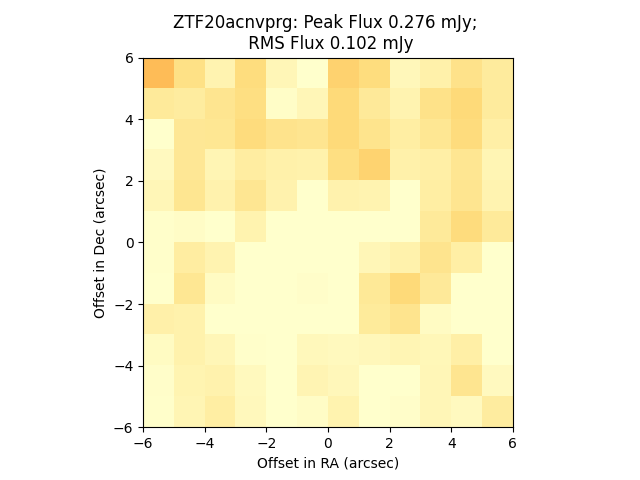 ZTF20acnvprg: Peak Flux 0.276 mJy;
RMS Flux 0.102 mJy
6
4
2
0
−2
−4
−6
Offset in Dec (arcsec)
−6 −4 −2 0 2 4 6
Offset in RA (arcsec)